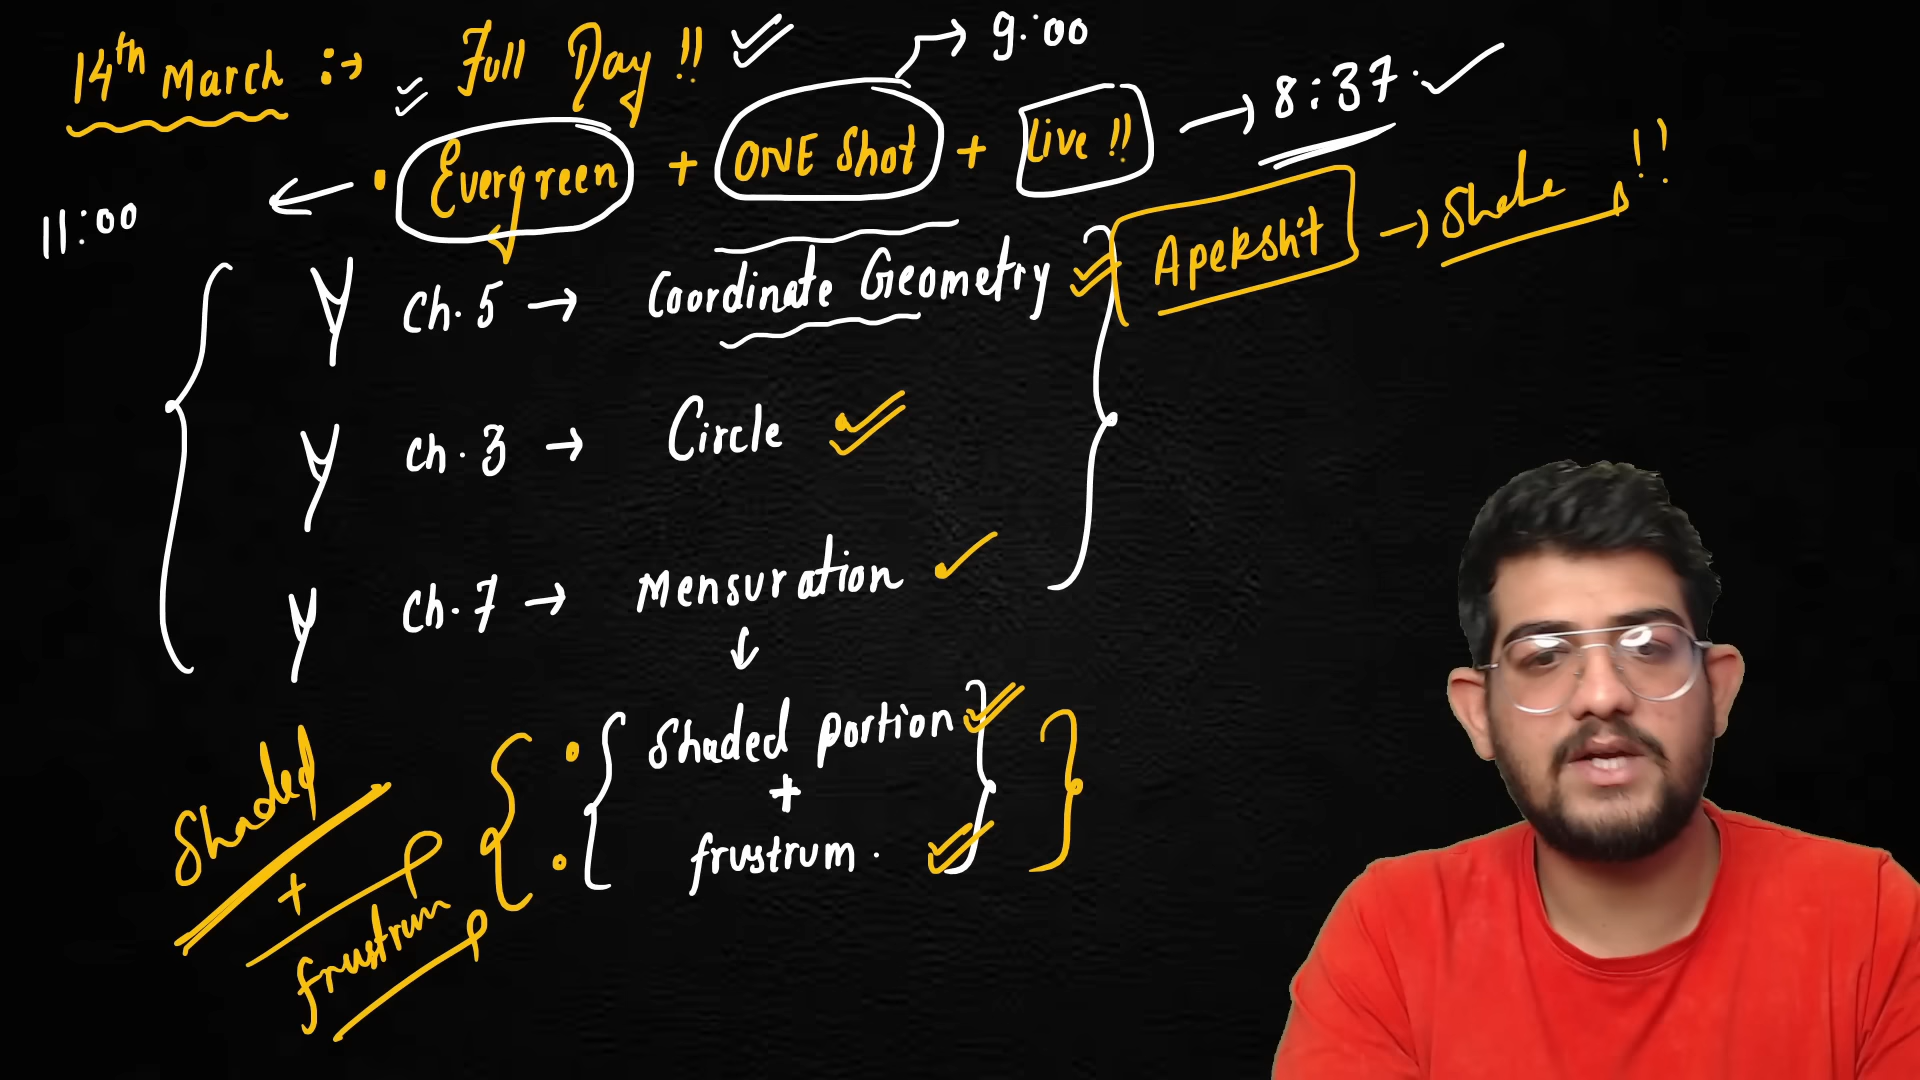 14th March :→ Full Day !!
→ 9:00
Evergreen + ONE Shot + Live !! → 8:37
11:00
Apekshit →
Ch. 5 → Coordinate Geometry
Ch. 3 → Circle
Ch. 7 → Mensuration
↓
Shaded portion
+
frustrum.
Shaded
+
frustrum